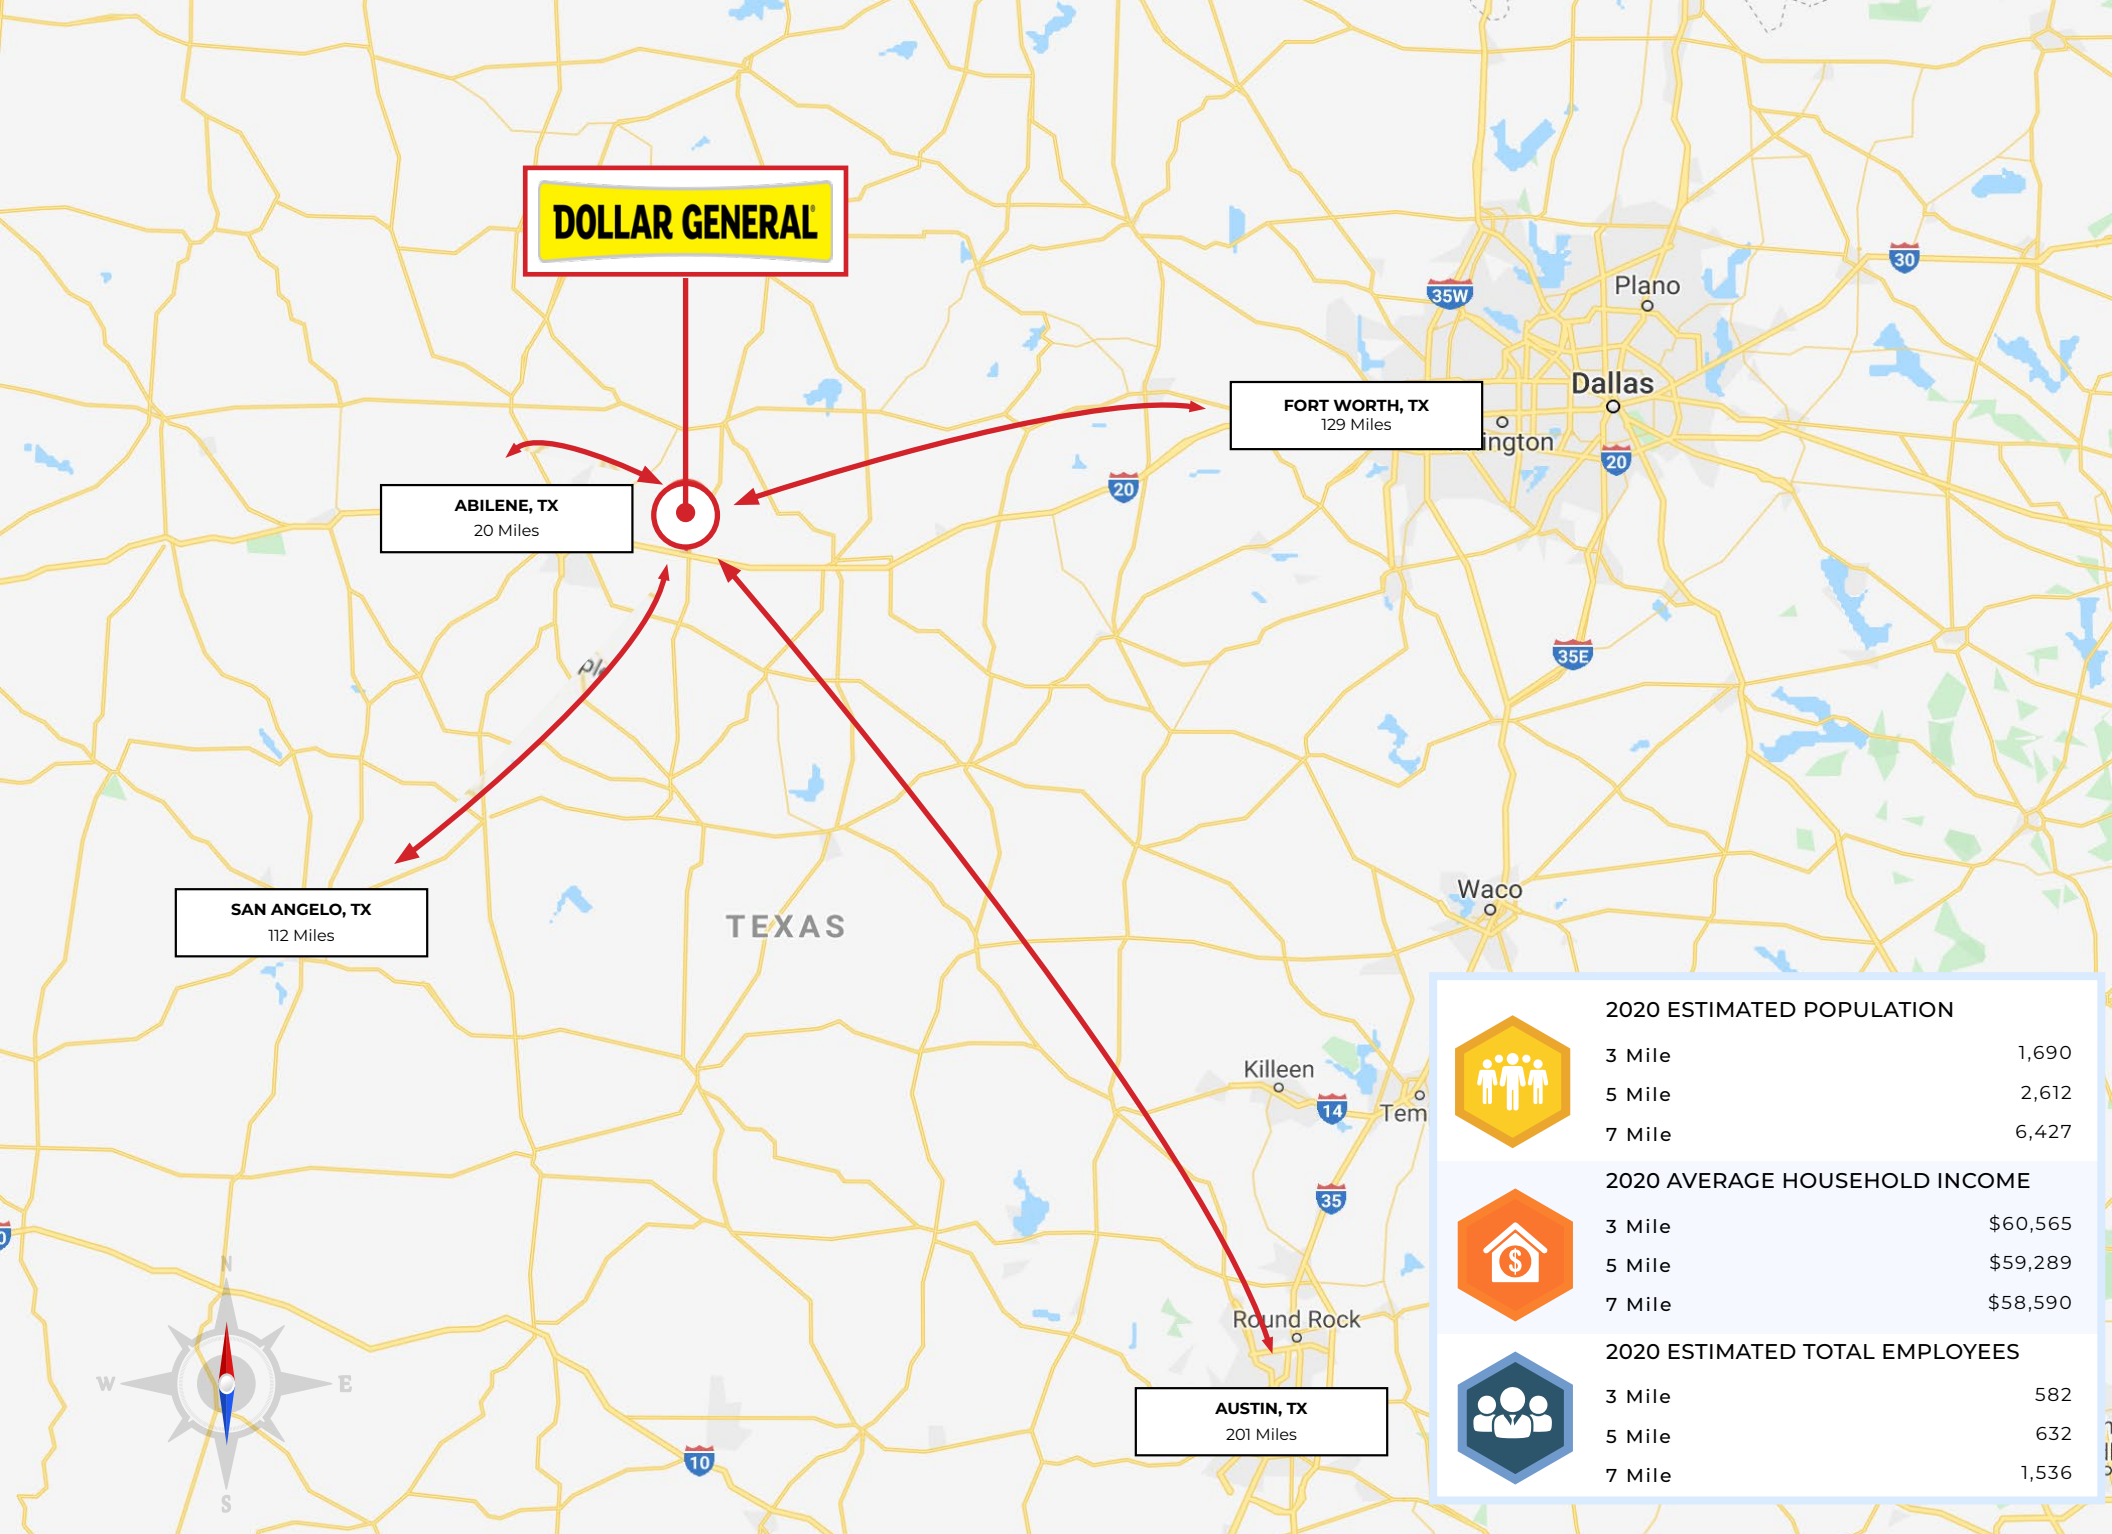 DOLLAR GENERAL
35W
30
Plano
Dallas
FORT WORTH, TX
129 Miles
ington
20
20
ABILENE, TX
20 Miles
35E
SAN ANGELO, TX
112 Miles
TEXAS
Waco
Killeen
14
Tem
35
Round Rock
AUSTIN, TX
201 Miles
10
N
W
E
S
2020 ESTIMATED POPULATION
3 Mile 1,690
5 Mile 2,612
7 Mile 6,427
2020 AVERAGE HOUSEHOLD INCOME
3 Mile $60,565
5 Mile $59,289
7 Mile $58,590
2020 ESTIMATED TOTAL EMPLOYEES
3 Mile 582
5 Mile 632
7 Mile 1,536